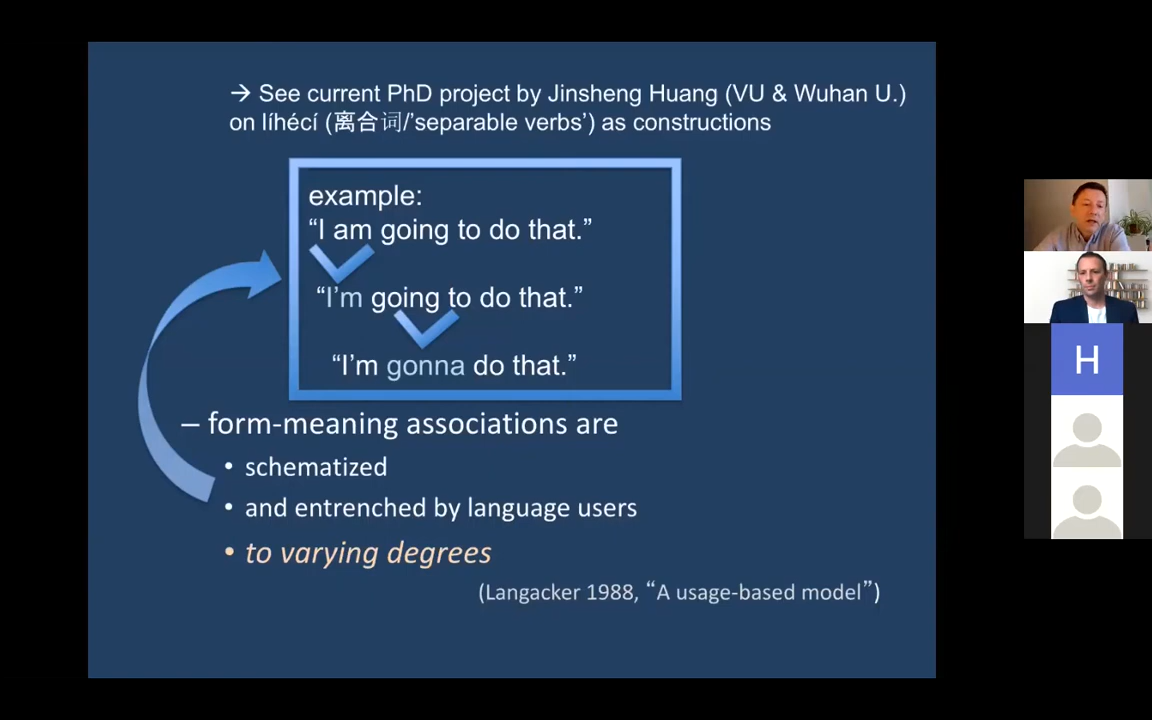 → See current PhD project by Jinsheng Huang (VU & Wuhan U.)
on líhécí (离合词/’separable verbs’) as constructions
example:
“I am going to do that.”
“I’m going to do that.”
“I’m gonna do that.”
– form-meaning associations are
• schematized
• and entrenched by language users
• to varying degrees
(Langacker 1988, “A usage-based model”)
H